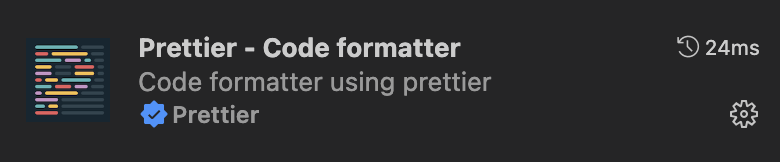 Prettier - Code formatter
24ms
Code formatter using prettier
Prettier